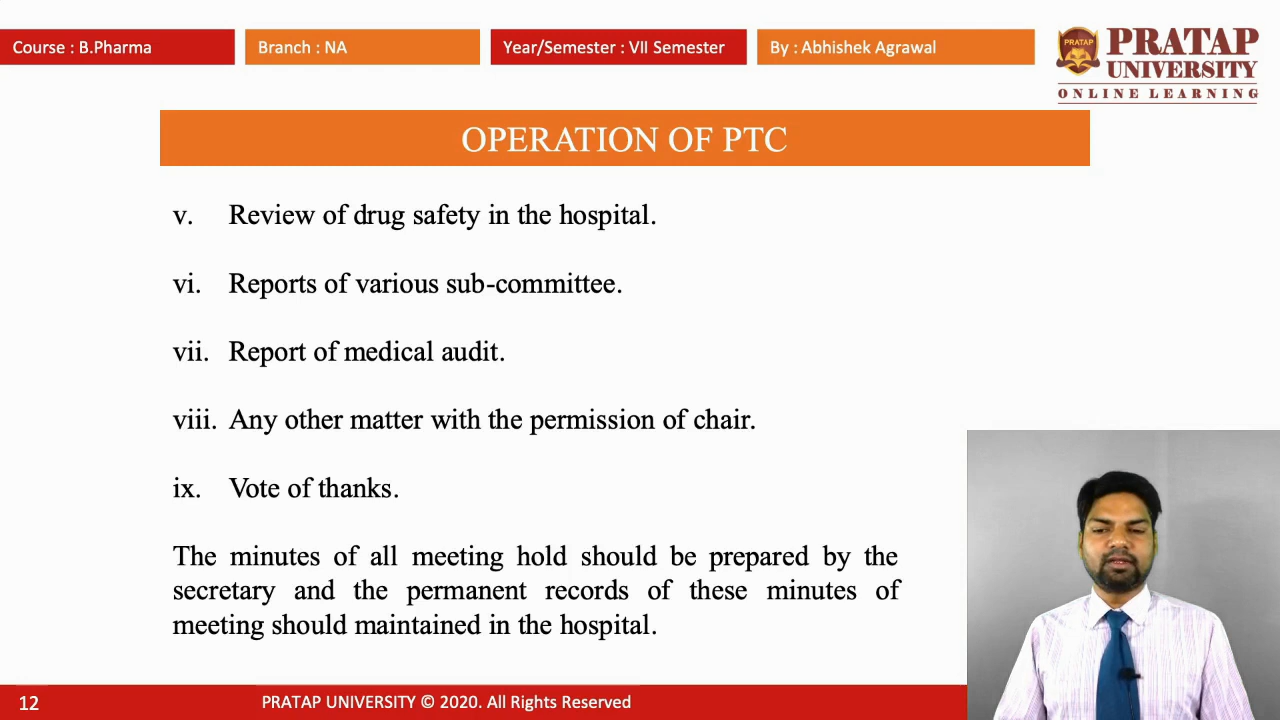 Course : B.Pharma
Branch : NA
Year/Semester : VII Semester
By : Abhishek Agrawal
PRATAP
PRATAP
UNIVERSITY
ONLINE LEARNING
OPERATION OF PTC
v. Review of drug safety in the hospital.
vi. Reports of various sub-committee.
vii. Report of medical audit.
viii. Any other matter with the permission of chair.
ix. Vote of thanks.
The minutes of all meeting hold should be prepared by the
secretary and the permanent records of these minutes of
meeting should maintained in the hospital.
12
PRATAP UNIVERSITY © 2020. All Rights Reserved